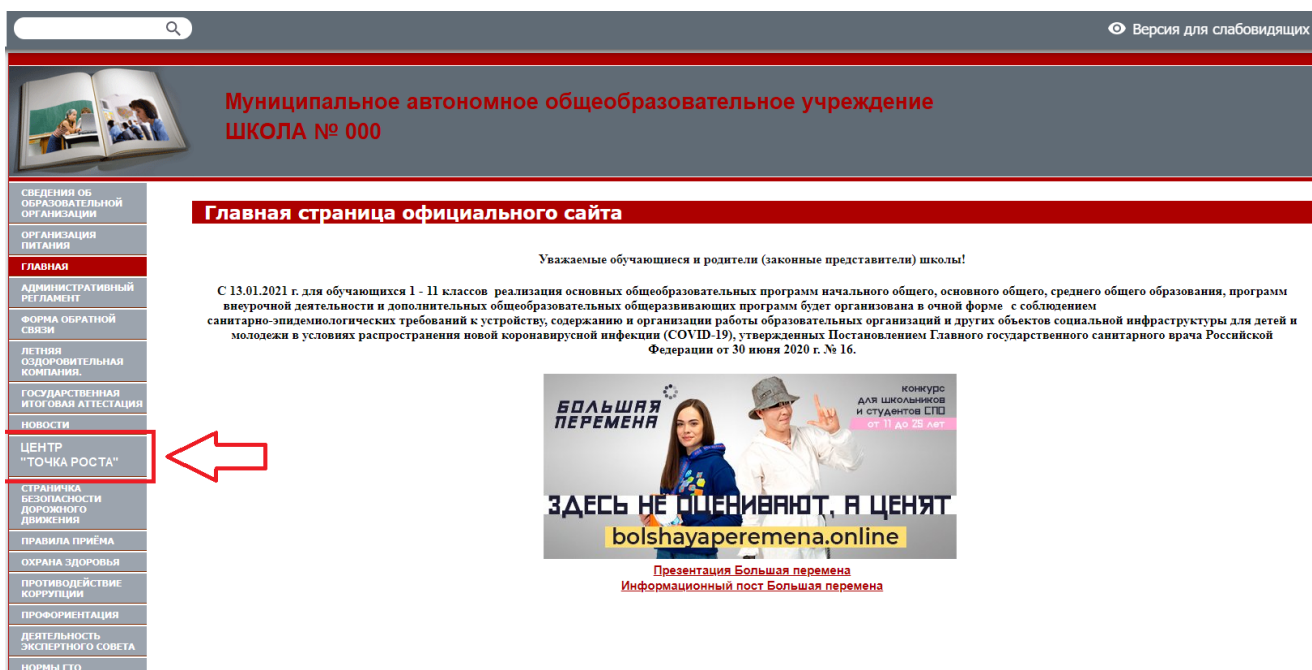 Версия для слабовидящих
Муниципальное автономное общеобразовательное учреждение
ШКОЛА № 000
СВЕДЕНИЯ ОБ
ОБРАЗОВАТЕЛЬНОЙ
ОРГАНИЗАЦИИ
ОРГАНИЗАЦИЯ
ПИТАНИЯ
ГЛАВНАЯ
АДМИНИСТРАТИВНЫЙ
РЕГЛАМЕНТ
ФОРМА ОБРАТНОЙ
СВЯЗИ
ЛЕТНЯЯ
ОЗДОРОВИТЕЛЬНАЯ
КОМПАНИЯ.
ГОСУДАРСТВЕННАЯ
ИТОГОВАЯ АТТЕСТАЦИЯ
НОВОСТИ
ЦЕНТР
"ТОЧКА РОСТА"
СТРАНИЧКА
БЕЗОПАСНОСТИ
ДОРОЖНОГО
ДВИЖЕНИЯ
ПРАВИЛА ПРИЁМА
ОХРАНА ЗДОРОВЬЯ
ПРОТИВОДЕЙСТВИЕ
КОРРУПЦИИ
ПРОФОРИЕНТАЦИЯ
ДЕЯТЕЛЬНОСТЬ
ЭКСПЕРТНОГО СОВЕТА
НОРМЫ ГТО
Главная страница официального сайта
Уважаемые обучающиеся и родители (законные представители) школы!
С 13.01.2021 г. для обучающихся 1 - 11 классов реализация основных общеобразовательных программ начального общего, основного общего, среднего общего образования, программ
внеурочной деятельности и дополнительных общеобразовательных общеразвивающих программ будет организована в очной форме с соблюдением
санитарно-эпидемиологических требований к устройству, содержанию и организации работы образовательных организаций и других объектов социальной инфраструктуры для детей и
молодежи в условиях распространения новой коронавирусной инфекции (COVID-19), утвержденных Постановлением Главного государственного санитарного врача Российской
Федерации от 30 июня 2020 г. № 16.
БОЛЬШАЯ
ПЕРЕМЕНА
конкурс
для школьников
и студентов СПО
от 11 до 25 лет
ЗДЕСЬ НЕ ОЦЕНИВАЮТ, А ЦЕНЯТ
bolshayaperemena.online
Презентация Большая перемена
Информационный пост Большая перемена